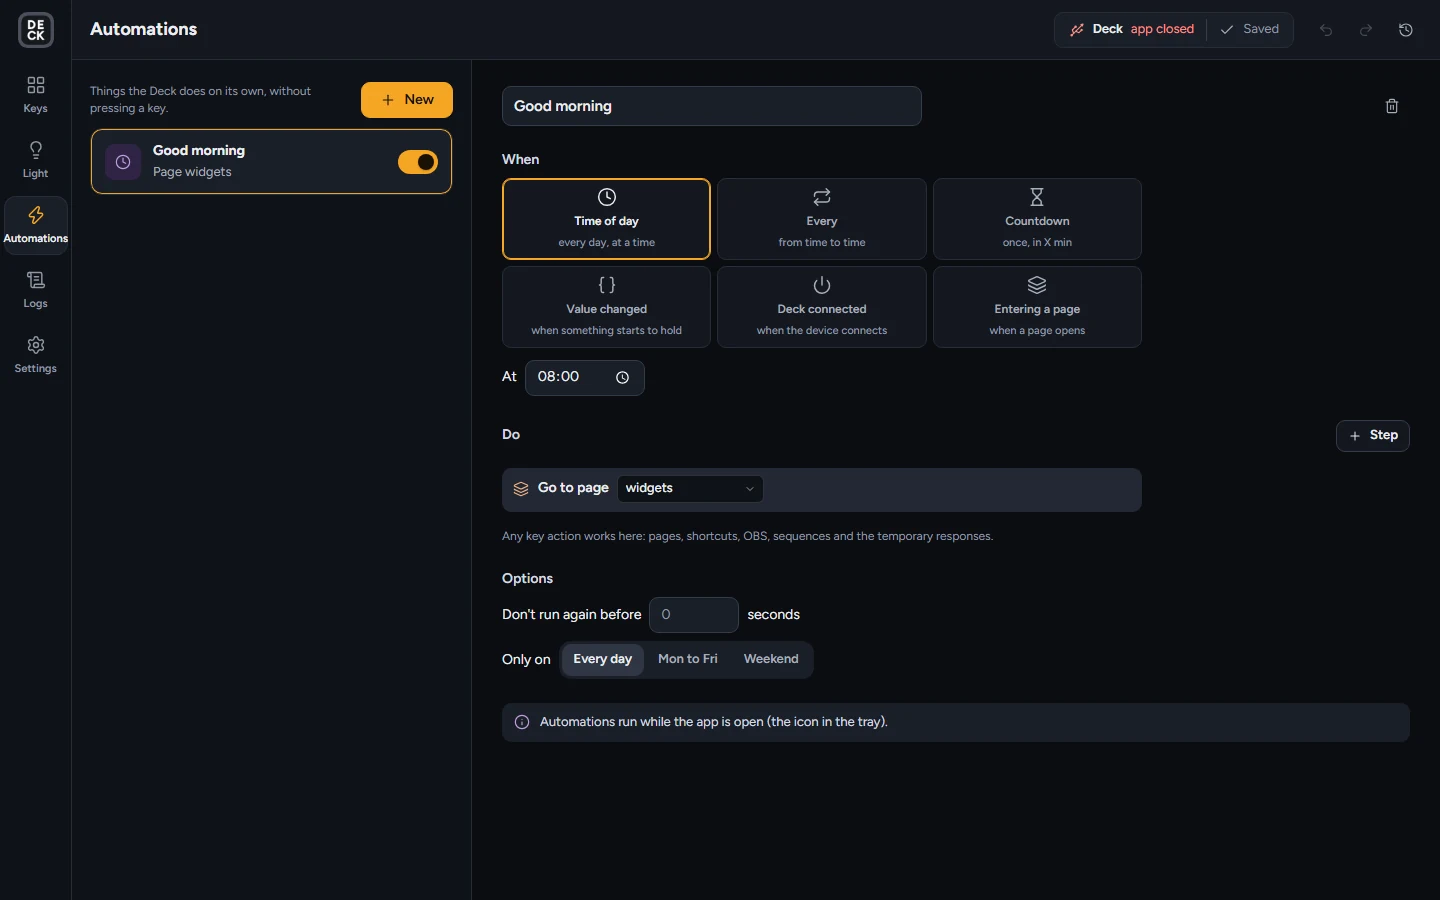 DE
CK
Automations
Deck app closed
Saved
Keys
Light
Automations
Logs
Settings
Things the Deck does on its own, without
pressing a key.
New
Good morning
Page widgets
Good morning
When
Time of day
every day, at a time
Every
from time to time
Countdown
once, in X min
Value changed
when something starts to hold
Deck connected
when the device connects
Entering a page
when a page opens
At 08:00
Do
Step
Go to page widgets
Any key action works here: pages, shortcuts, OBS, sequences and the temporary responses.
Options
Don't run again before 0 seconds
Only on Every day Mon to Fri Weekend
Automations run while the app is open (the icon in the tray).